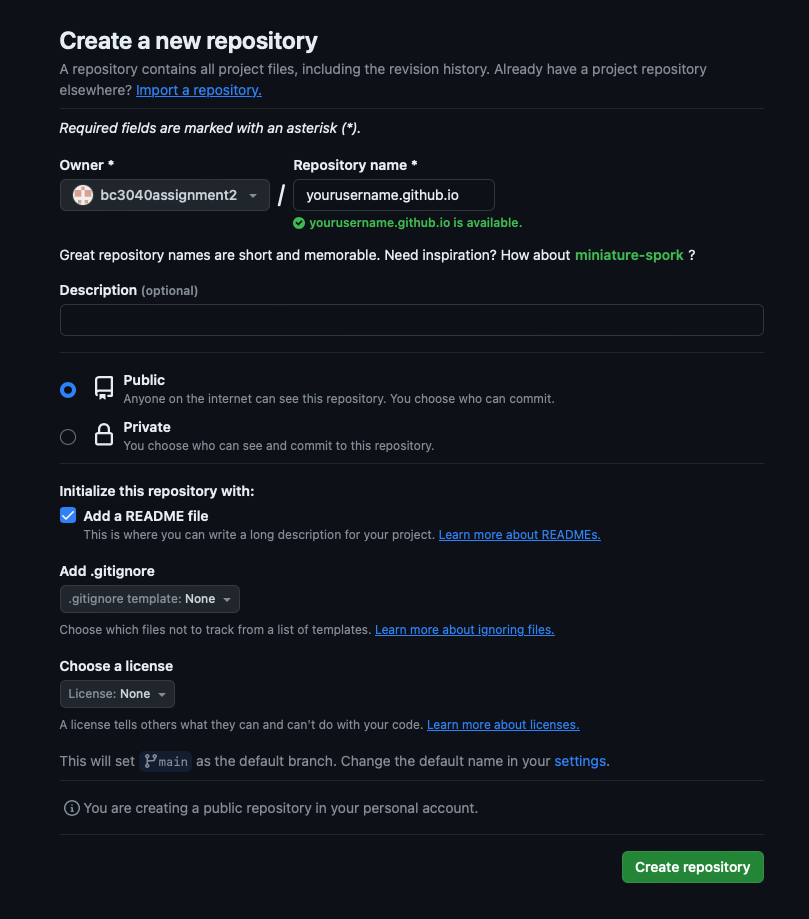 Create a new repository
A repository contains all project files, including the revision history. Already have a project repository
elsewhere? Import a repository.
Required fields are marked with an asterisk (*).
Owner *
Repository name *
bc3040assignment2
/
yourusername.github.io
yourusername.github.io is available.
Great repository names are short and memorable. Need inspiration? How about miniature-spork ?
Description (optional)
Public
Anyone on the internet can see this repository. You choose who can commit.
Private
You choose who can see and commit to this repository.
Initialize this repository with:
Add a README file
This is where you can write a long description for your project. Learn more about READMEs.
Add .gitignore
.gitignore template: None
Choose which files not to track from a list of templates. Learn more about ignoring files.
Choose a license
License: None
A license tells others what they can and can't do with your code. Learn more about licenses.
This will set main as the default branch. Change the default name in your settings.
You are creating a public repository in your personal account.
Create repository